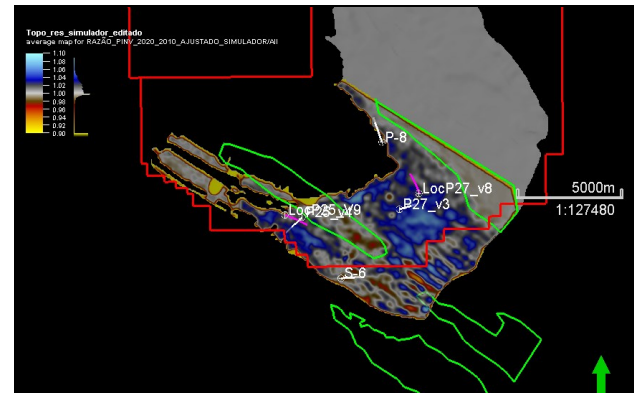 Topo_res_simulador_editado
average map for RAZÃO_PINV_2020_2010_AJUSTADO_SIMULADOR/All
1.10
1.08
1.06
1.04
1.02
1.00
0.98
0.96
0.94
0.92
0.90
P-8
LocP27_v8
P27_v3
5000m
1:127480
S-6